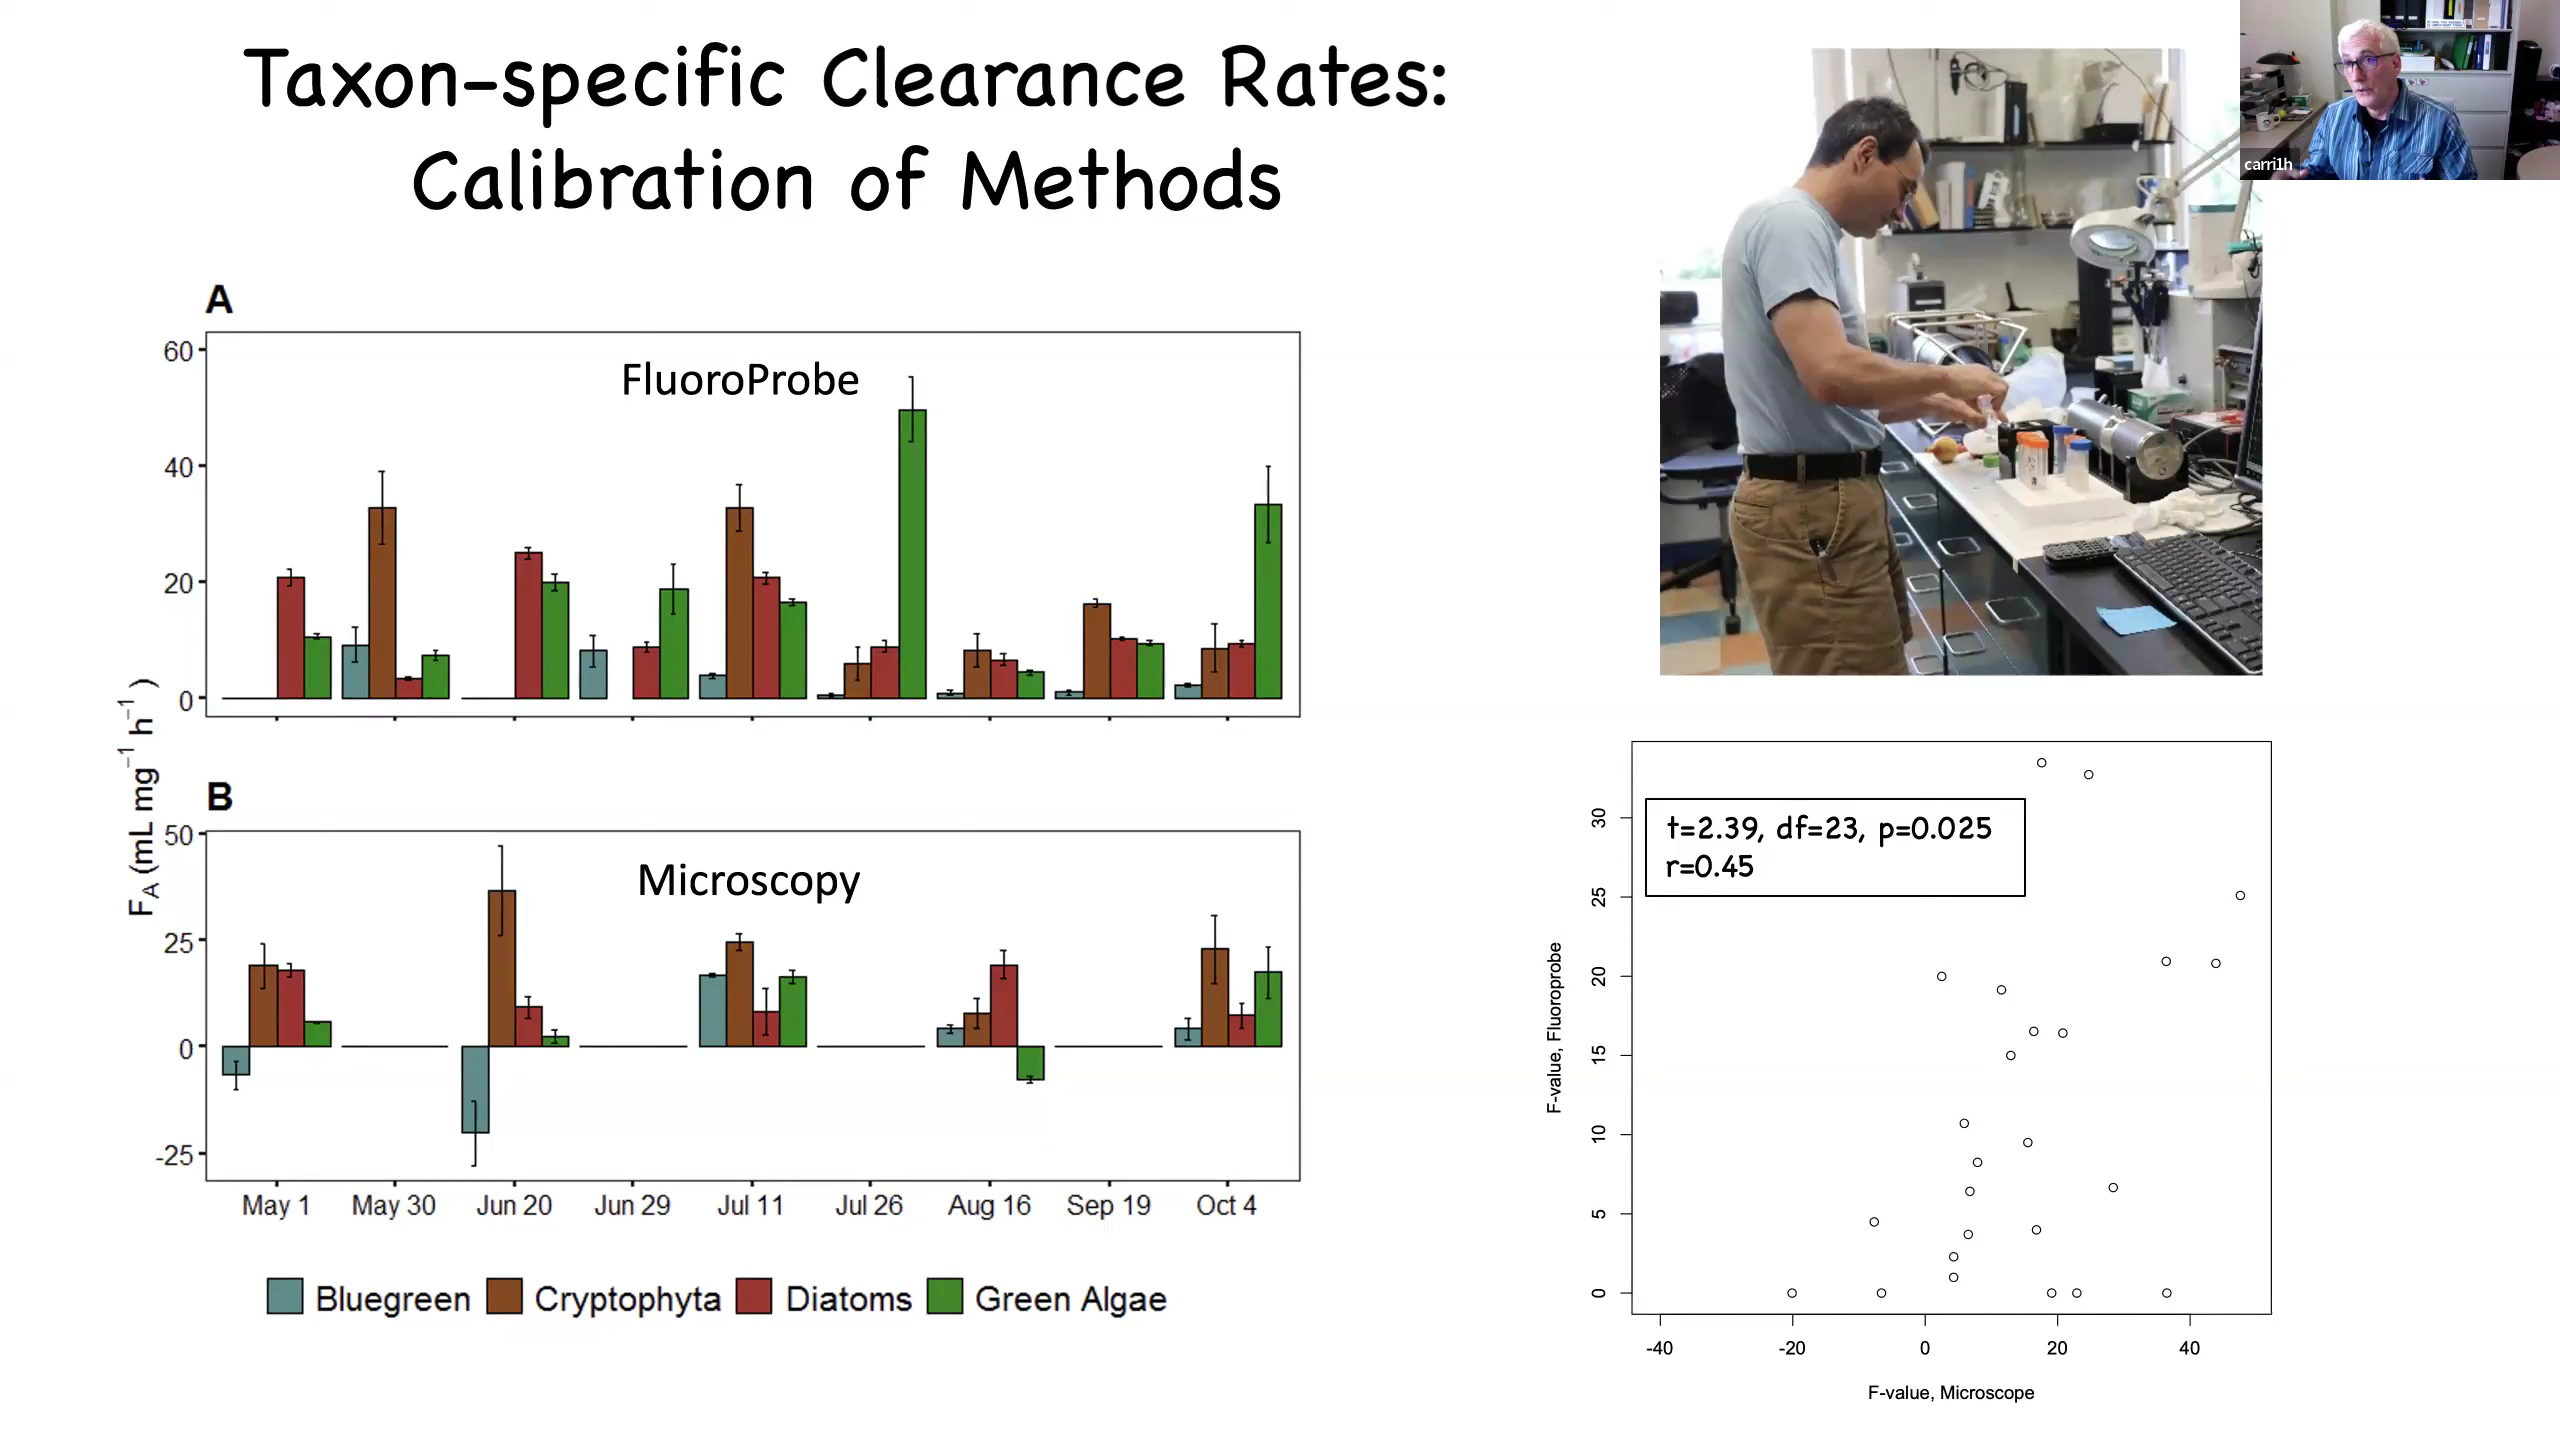 Taxon-specific Clearance Rates:
Calibration of Methods
carri1h
A
FluoroProbe
60
40
20
0
F_A (mL mg⁻¹ h⁻¹)
B
Microscopy
50
25
0
-25
May 1 May 30 Jun 20 Jun 29 Jul 11 Jul 26 Aug 16 Sep 19 Oct 4
Bluegreen Cryptophyta Diatoms Green Algae
t=2.39, df=23, p=0.025
r=0.45
F-value, Fluoroprobe
30
25
20
15
10
5
0
-40 -20 0 20 40
F-value, Microscope